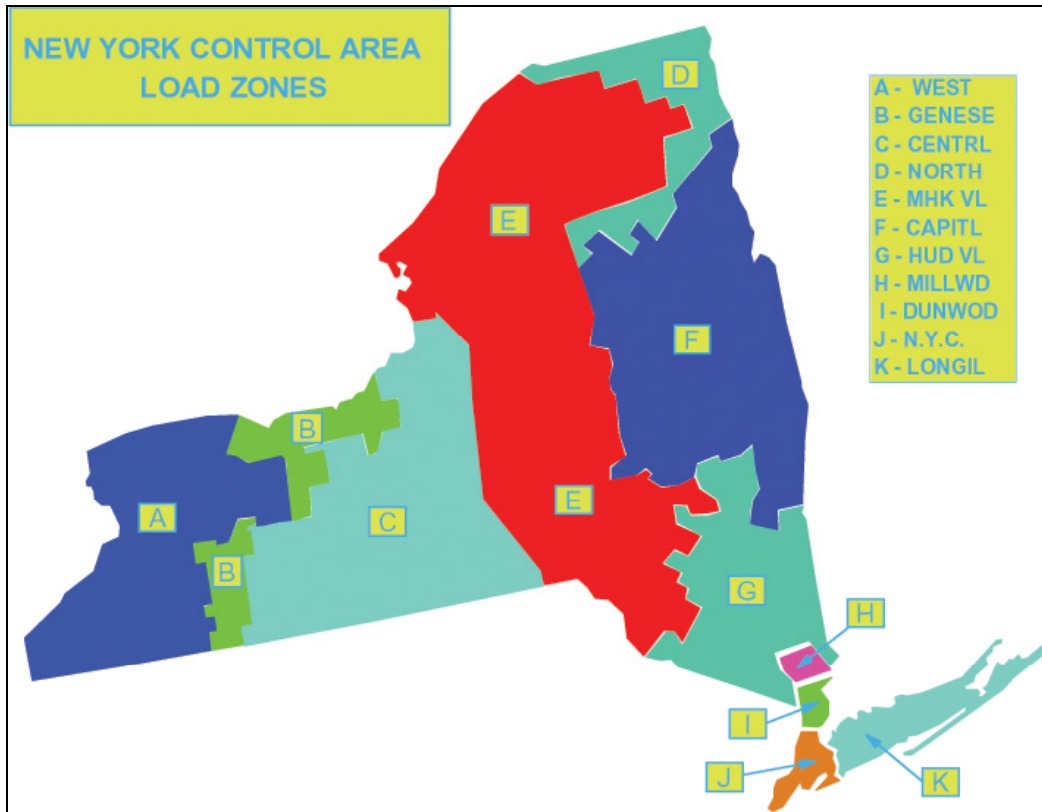 NEW YORK CONTROL AREA
LOAD ZONES
A - WEST
B - GENESE
C - CENTRL
D - NORTH
E - MHK VL
F - CAPITL
G - HUD VL
H - MILLWD
I - DUNWOD
J - N.Y.C.
K - LONGIL
D
E
F
B
A
C
E
B
G
H
I
J
K